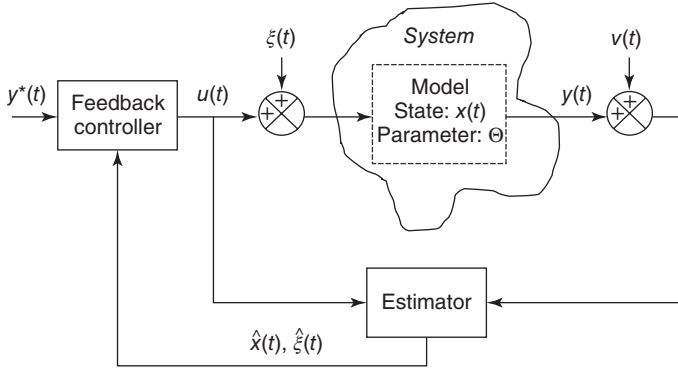 ξ(t)
System
v(t)
y*(t)
Feedback
controller
u(t)
+
+
Model
State: x(t)
Parameter: Θ
y(t)
+
+
Estimator
x̂(t), ξ̂(t)